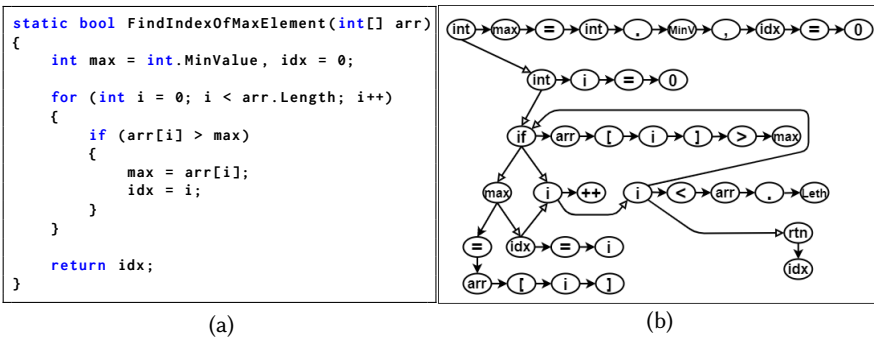 static bool FindIndexOfMaxElement(int[] arr)
{
int max = int.MinValue, idx = 0;
for (int i = 0; i < arr.Length; i++)
{
if (arr[i] > max)
{
max = arr[i];
idx = i;
}
}
return idx;
}
(a)
int max = int . MinV , idx = 0
int i = 0
if arr [ i ] > max
max i ++ i < arr . Leth
= idx = i rtn
arr [ i ] idx
(b)